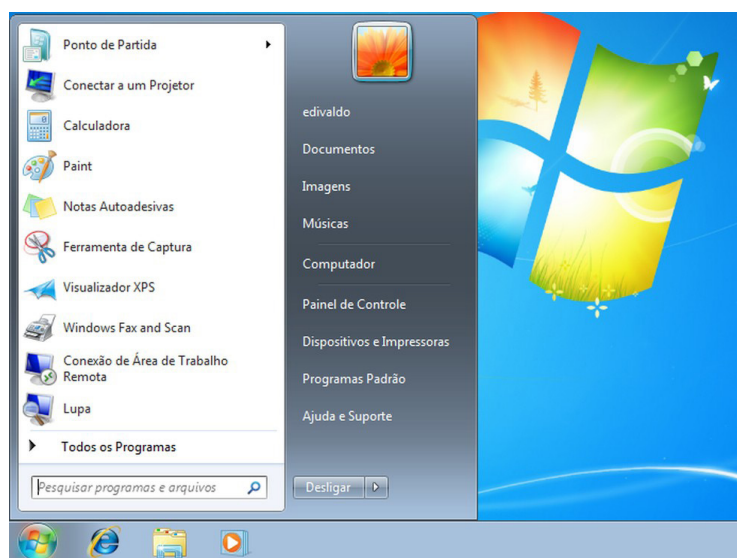 Ponto de Partida
Conectar a um Projetor
Calculadora
Paint
Notas Autoadesivas
Ferramenta de Captura
Visualizador XPS
Windows Fax and Scan
Conexão de Área de Trabalho
Remota
Lupa
Todos os Programas
Pesquisar programas e arquivos
edivaldo
Documentos
Imagens
Músicas
Computador
Painel de Controle
Dispositivos e Impressoras
Programas Padrão
Ajuda e Suporte
Desligar